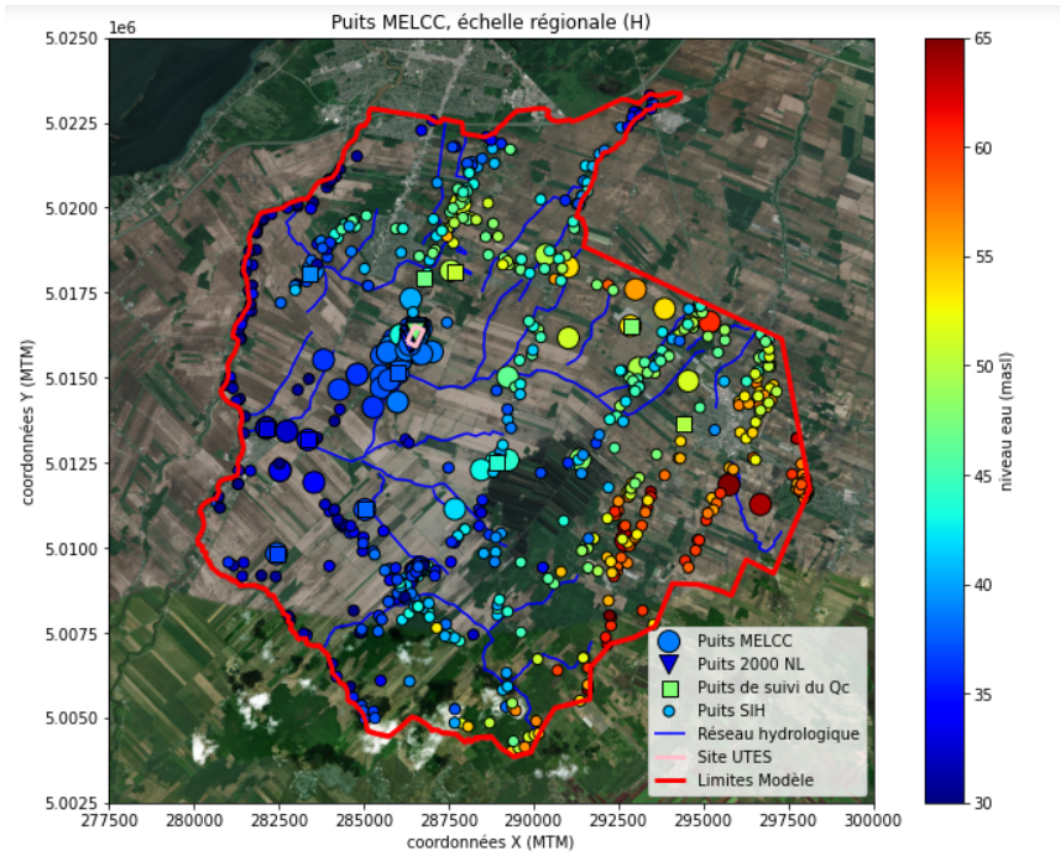 Puits MELCC, échelle régionale (H)
1e6
5.0250
5.0225
5.0200
5.0175
5.0150
5.0125
5.0100
5.0075
5.0050
5.0025
coordonnées Y (MTM)
277500 280000 282500 285000 287500 290000 292500 295000 297500 300000
coordonnées X (MTM)
Puits MELCC
Puits 2000 NL
Puits de suivi du Qc
Puits SIH
Réseau hydrologique
Site UTES
Limites Modèle
65
60
55
50
45
40
35
30
niveau eau (masl)